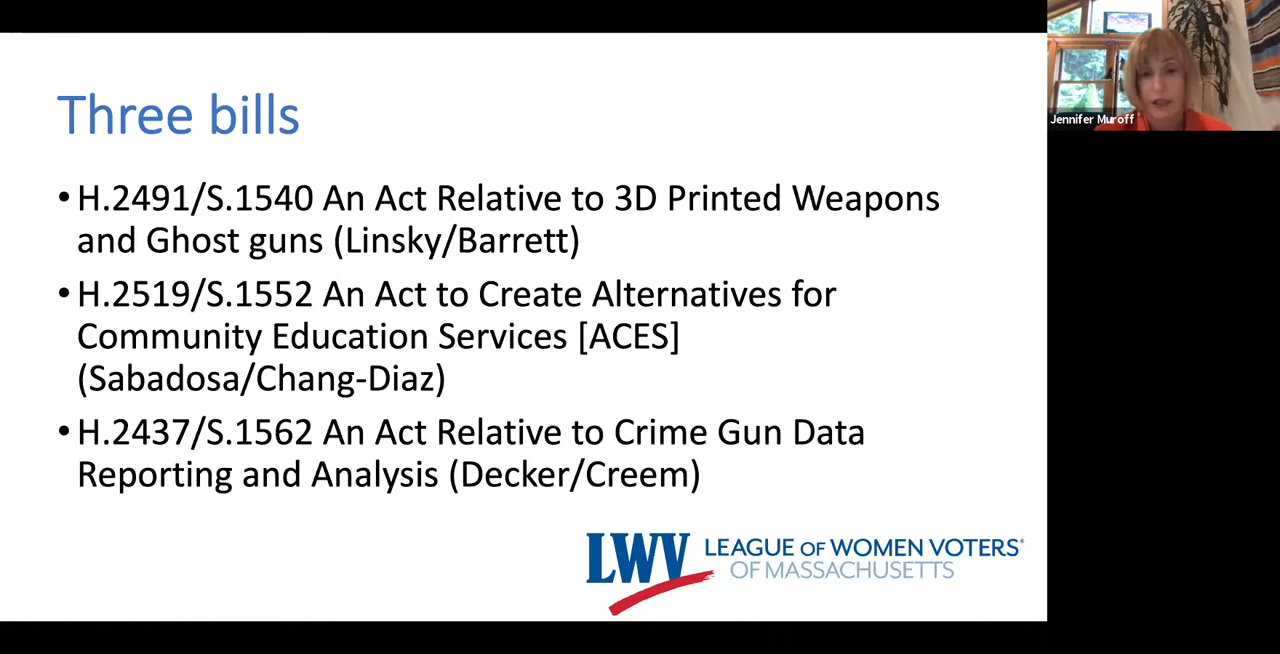 Three bills
• H.2491/S.1540 An Act Relative to 3D Printed Weapons
and Ghost guns (Linsky/Barrett)
• H.2519/S.1552 An Act to Create Alternatives for
Community Education Services [ACES]
(Sabadosa/Chang-Diaz)
• H.2437/S.1562 An Act Relative to Crime Gun Data
Reporting and Analysis (Decker/Creem)
LWV LEAGUE OF WOMEN VOTERS®
OF MASSACHUSETTS
Jennifer Muroff